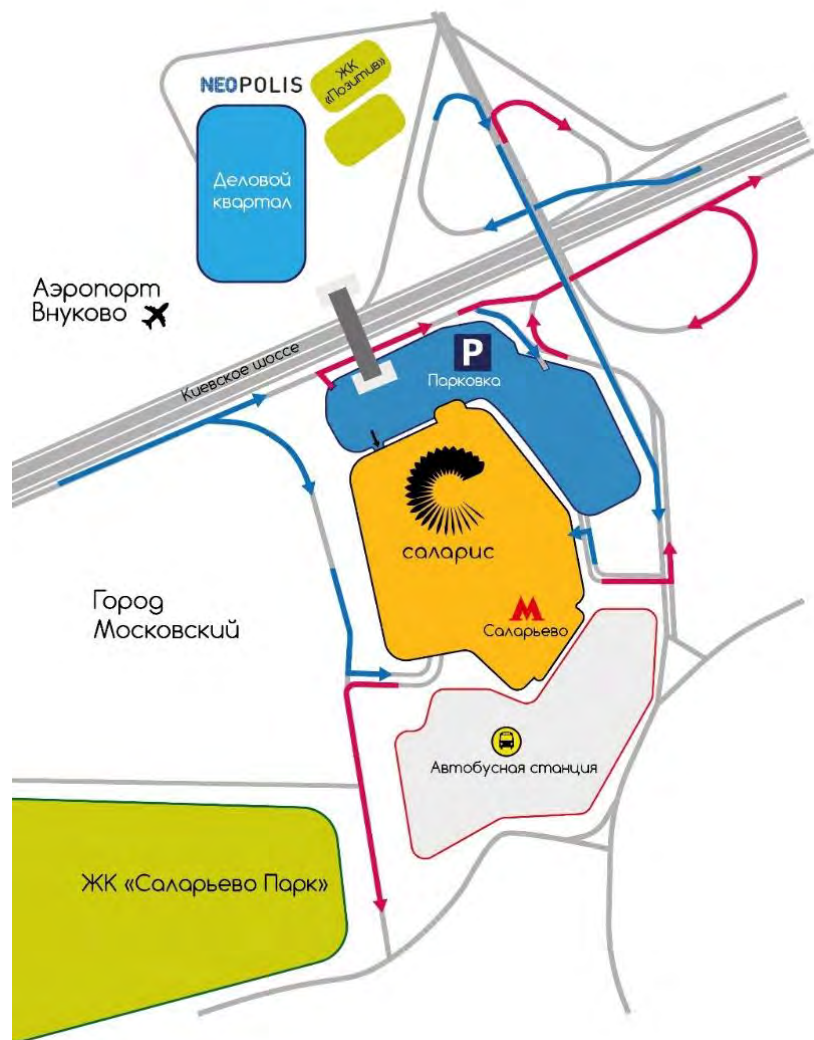 NEOPOLIS
ЖК
«Позитив»
Деловой
квартал
Аэропорт
Внуково
Киевское шоссе
P
Парковка
саларис
Город
Московский
М
Саларьево
Автобусная станция
ЖК «Саларьево Парк»